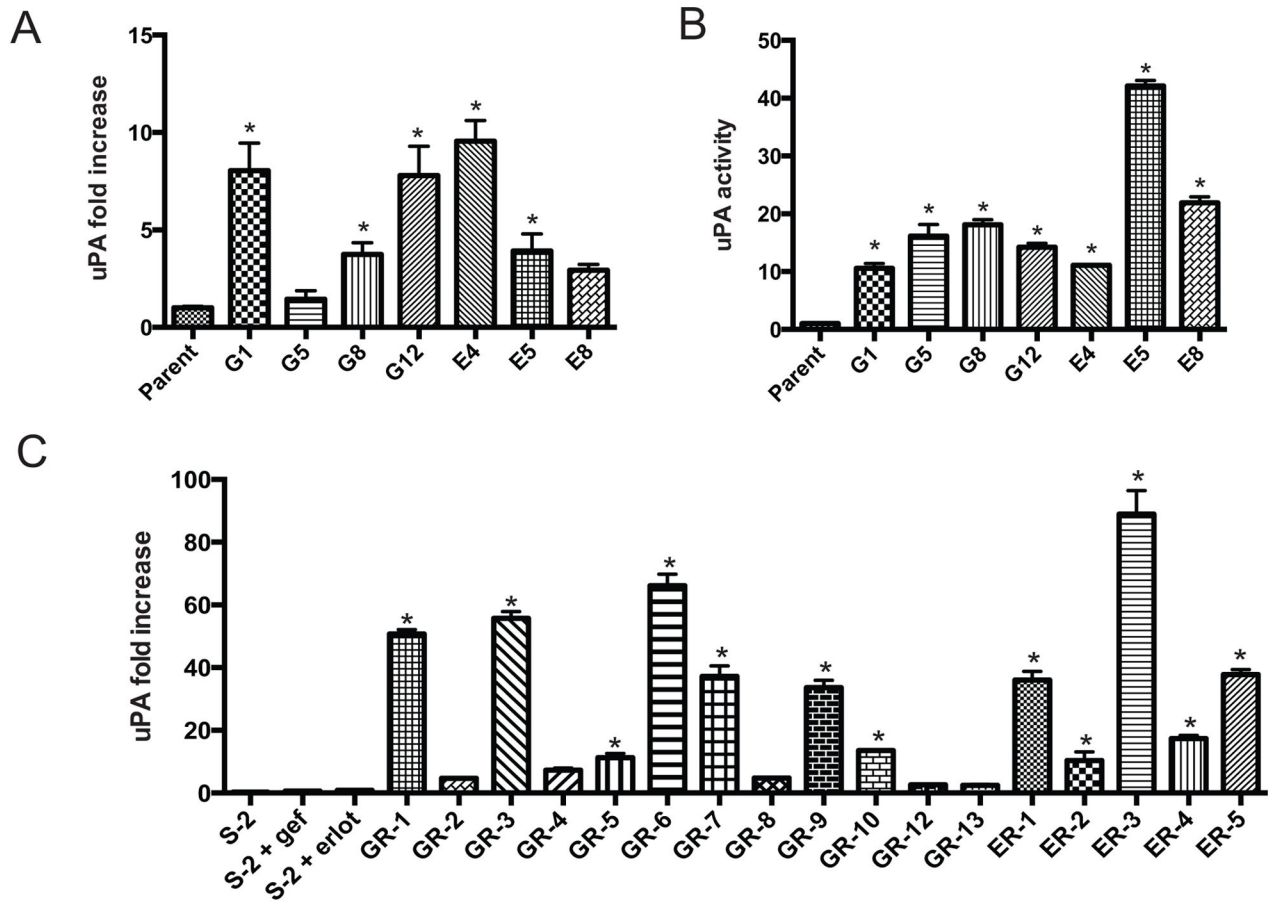 A
uPA fold increase
15
10
5
0
* * * * *
Parent G1 G5 G8 G12 E4 E5 E8
B
uPA activity
50
40
30
20
10
0
* * * * * * *
Parent G1 G5 G8 G12 E4 E5 E8
C
uPA fold increase
100
80
60
40
20
0
* * * * * * * * * * * *
S-2 S-2 + gef S-2 + erlot GR-1 GR-2 GR-3 GR-4 GR-5 GR-6 GR-7 GR-8 GR-9 GR-10 GR-12 GR-13 ER-1 ER-2 ER-3 ER-4 ER-5